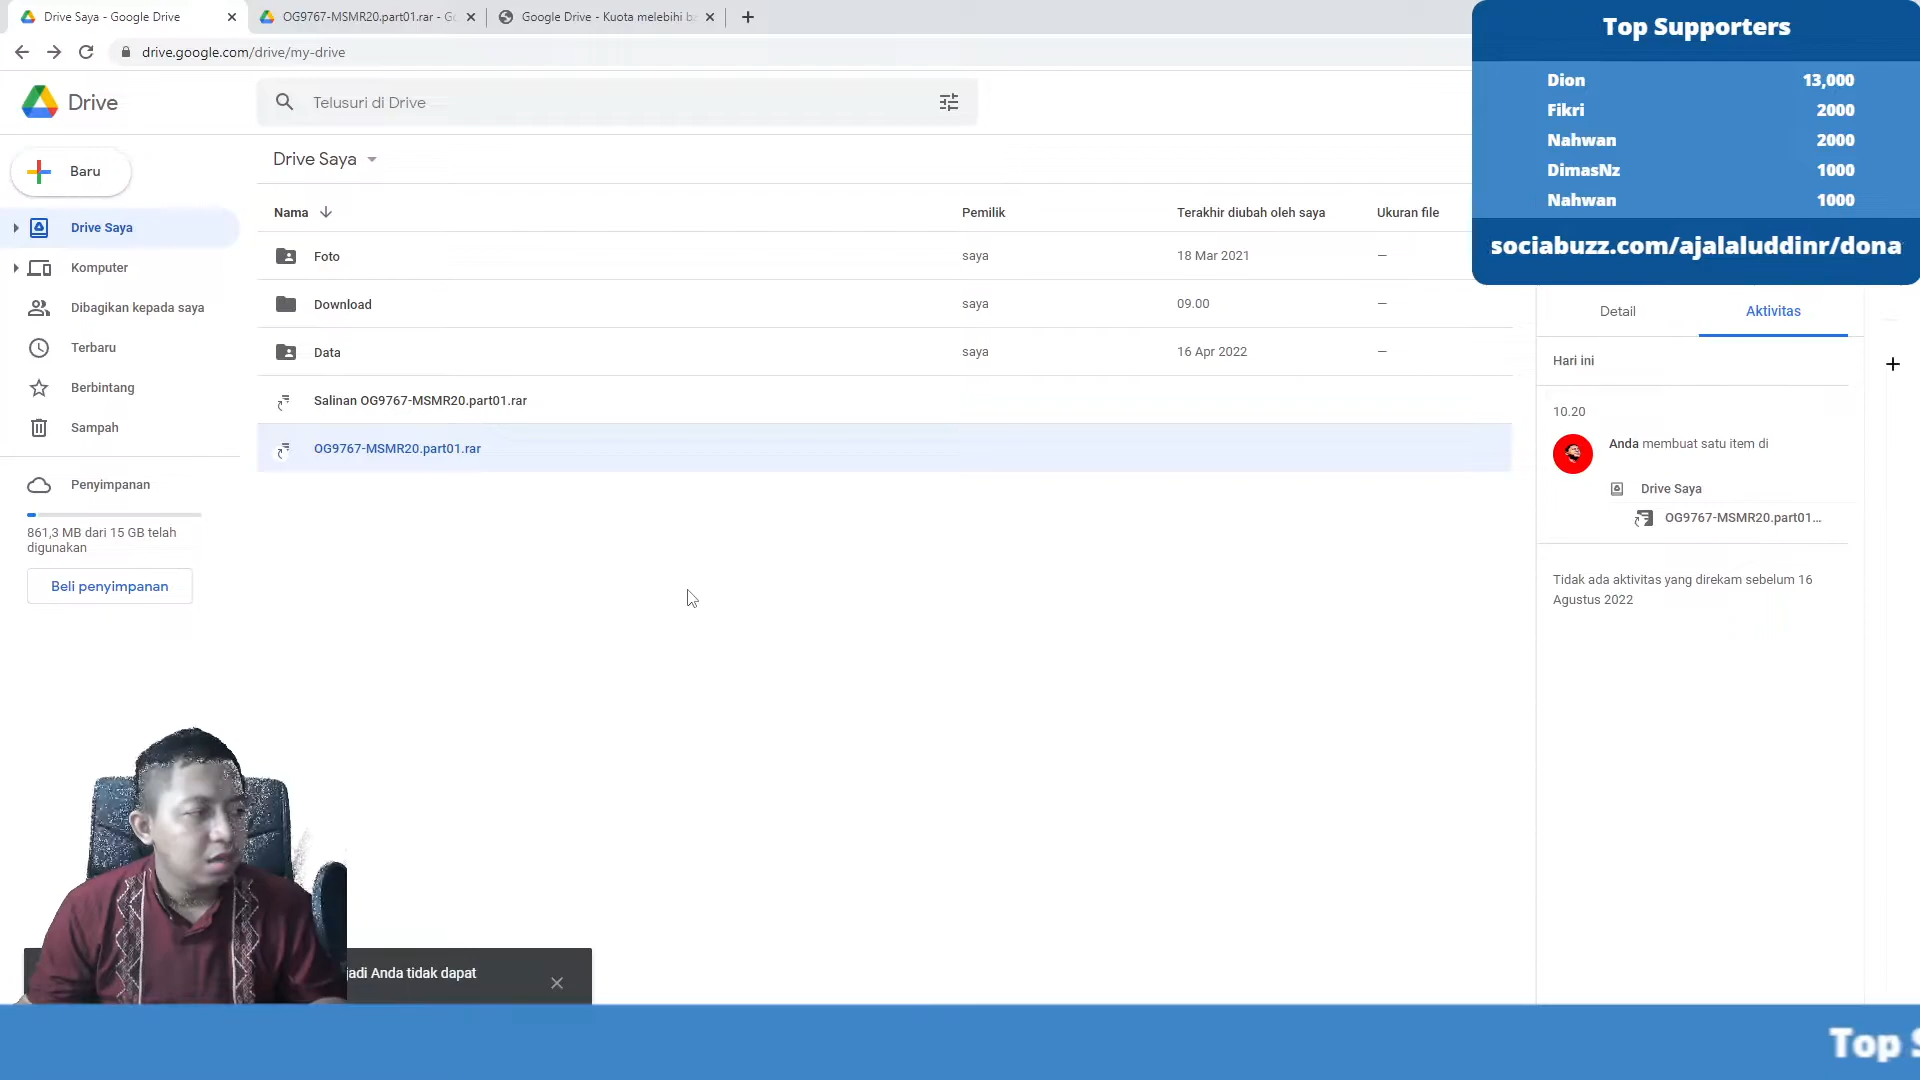 Drive Saya - Google Drive
OG9767-MSMR20.part01.rar - Go
Google Drive - Kuota melebihi ba
drive.google.com/drive/my-drive
Drive
Telusuri di Drive
Baru
Drive Saya
Komputer
Dibagikan kepada saya
Terbaru
Berbintang
Sampah
Penyimpanan
861,3 MB dari 15 GB telah
digunakan
Beli penyimpanan
Drive Saya
Nama Pemilik Terakhir diubah oleh saya Ukuran file
Foto saya 18 Mar 2021 —
Download saya 09.00 —
Data saya 16 Apr 2022 —
Salinan OG9767-MSMR20.part01.rar
OG9767-MSMR20.part01.rar
Top Supporters
Dion 13,000
Fikri 2000
Nahwan 2000
DimasNz 1000
Nahwan 1000
sociabuzz.com/ajalaluddinr/dona
Detail Aktivitas
Hari ini
10.20
Anda membuat satu item di
Drive Saya
OG9767-MSMR20.part01...
Tidak ada aktivitas yang direkam sebelum 16
Agustus 2022
jadi Anda tidak dapat
Top S